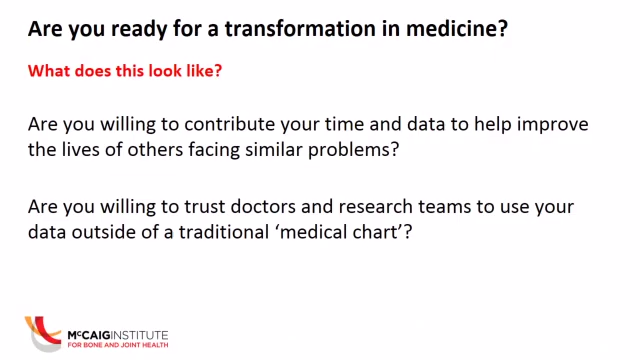 Are you ready for a transformation in medicine?
What does this look like?
Are you willing to contribute your time and data to help improve
the lives of others facing similar problems?
Are you willing to trust doctors and research teams to use your
data outside of a traditional ‘medical chart’?
McCAIG INSTITUTE
FOR BONE AND JOINT HEALTH